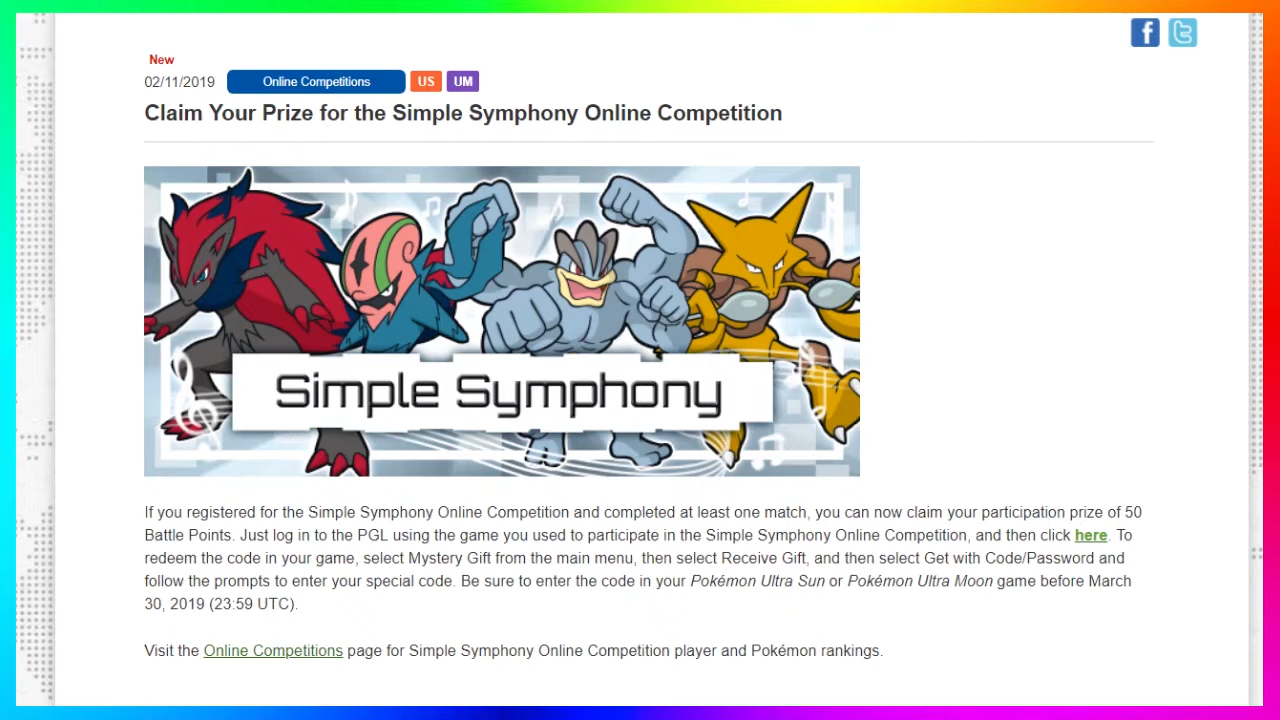 New
02/11/2019 Online Competitions US UM
Claim Your Prize for the Simple Symphony Online Competition
Simple Symphony
If you registered for the Simple Symphony Online Competition and completed at least one match, you can now claim your participation prize of 50
Battle Points. Just log in to the PGL using the game you used to participate in the Simple Symphony Online Competition, and then click here. To
redeem the code in your game, select Mystery Gift from the main menu, then select Receive Gift, and then select Get with Code/Password and
follow the prompts to enter your special code. Be sure to enter the code in your Pokémon Ultra Sun or Pokémon Ultra Moon game before March
30, 2019 (23:59 UTC).
Visit the Online Competitions page for Simple Symphony Online Competition player and Pokémon rankings.